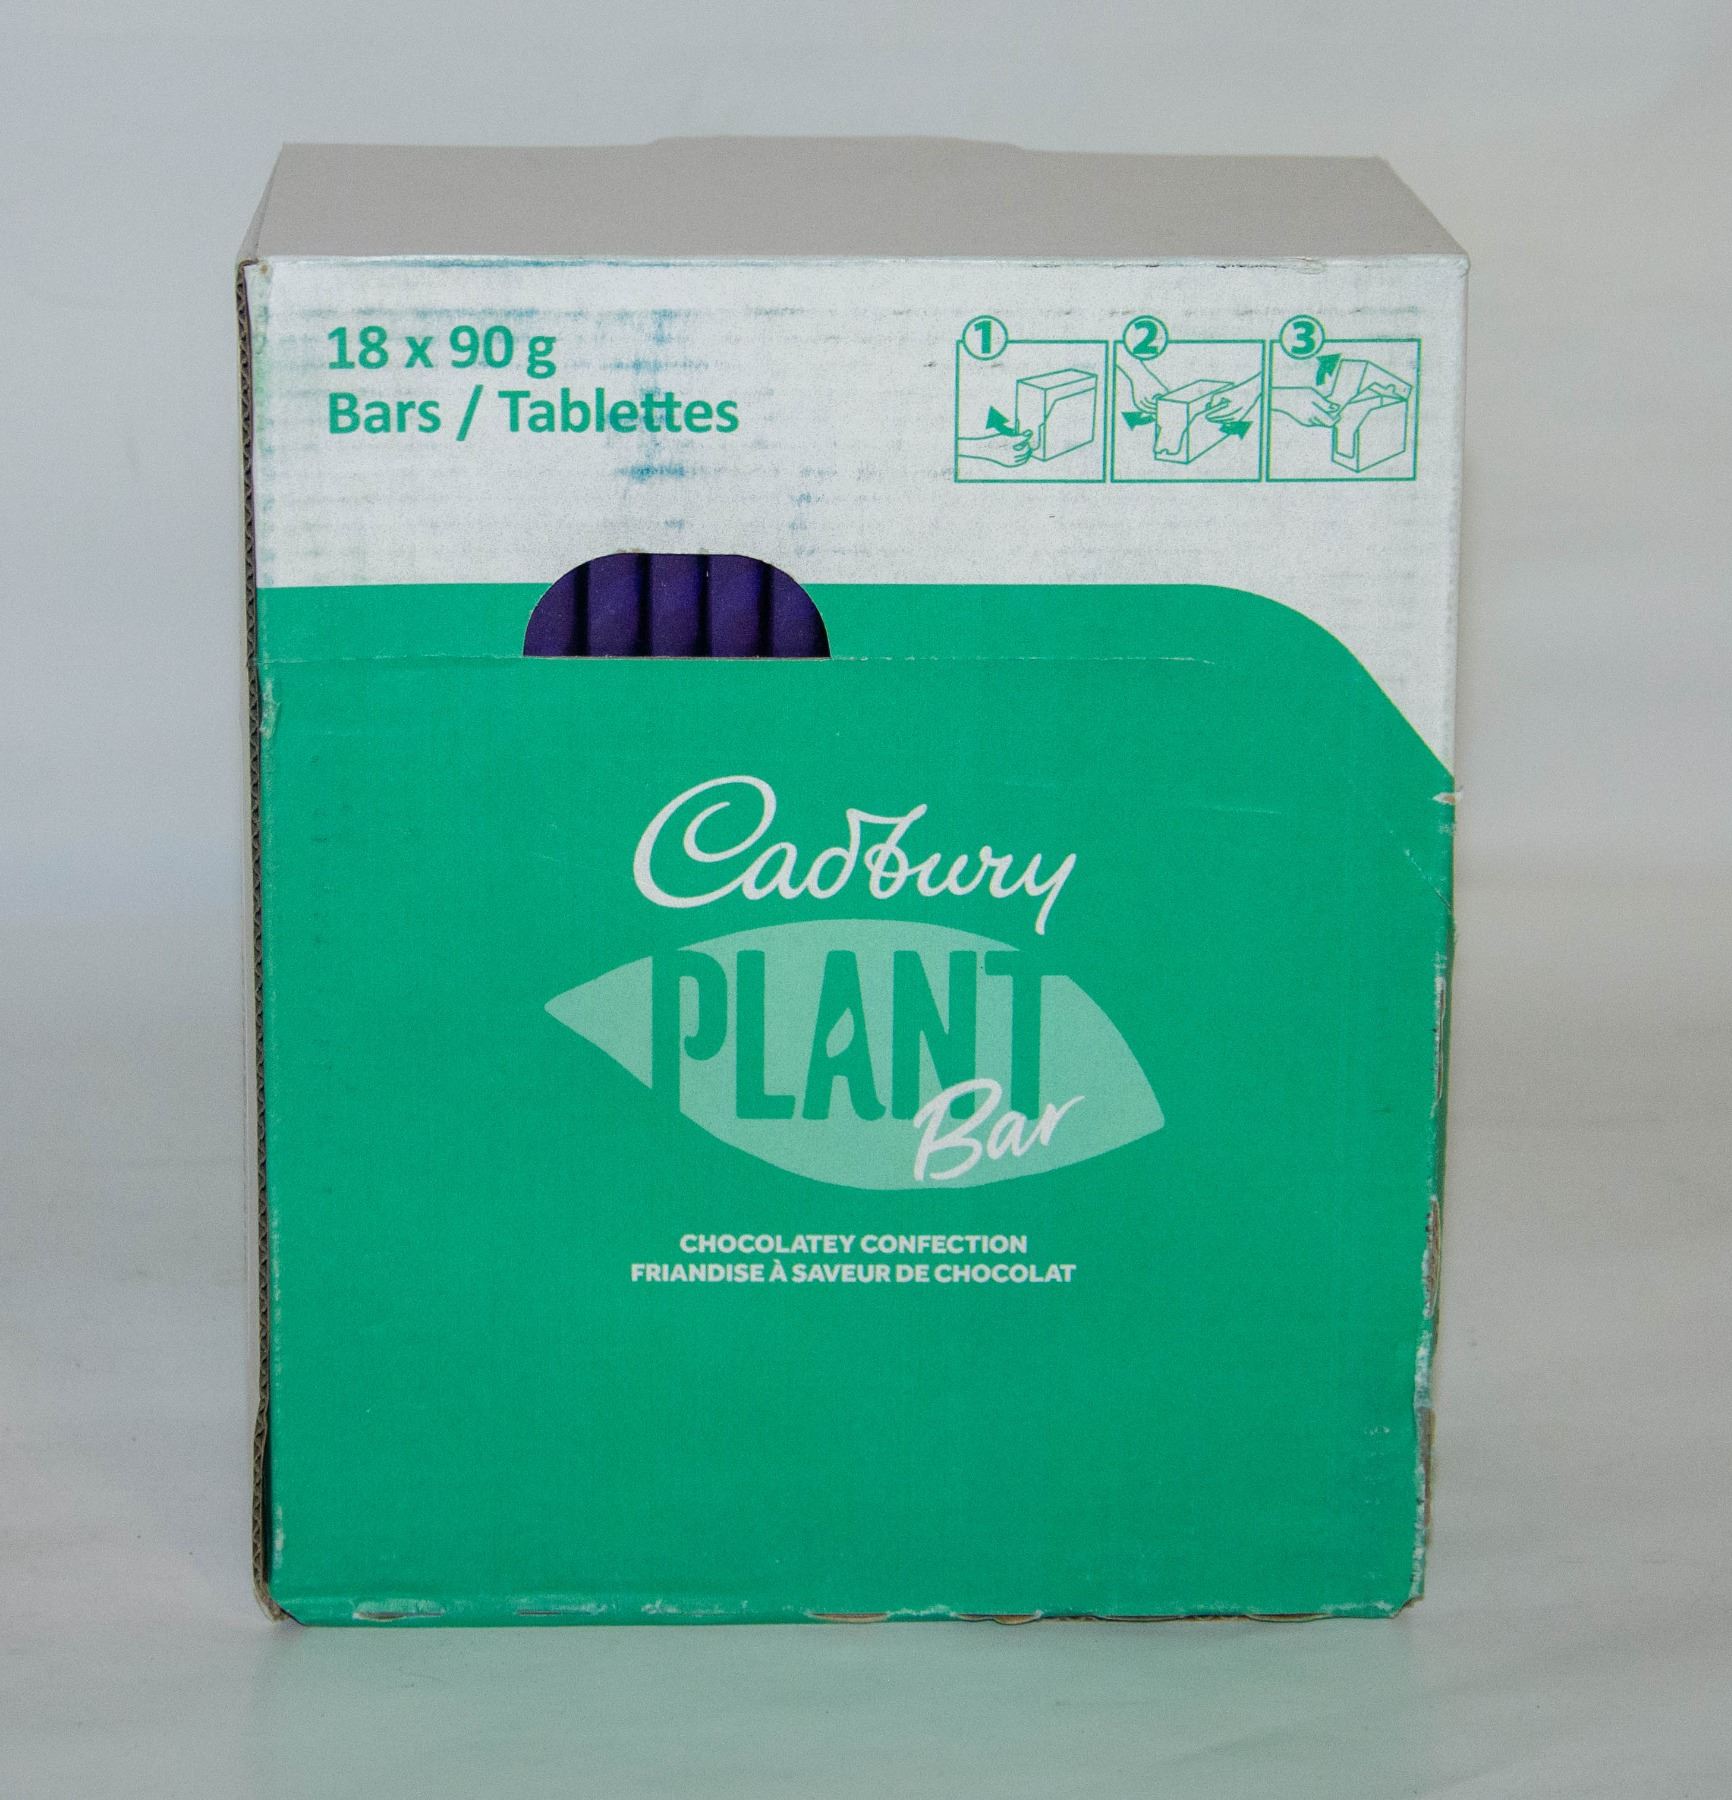 18 x 90 g
Bars / Tablettes
1 2 3
Cadbury
PLANT
Bar
CHOCOLATEY CONFECTION
FRIANDISE À SAVEUR DE CHOCOLAT